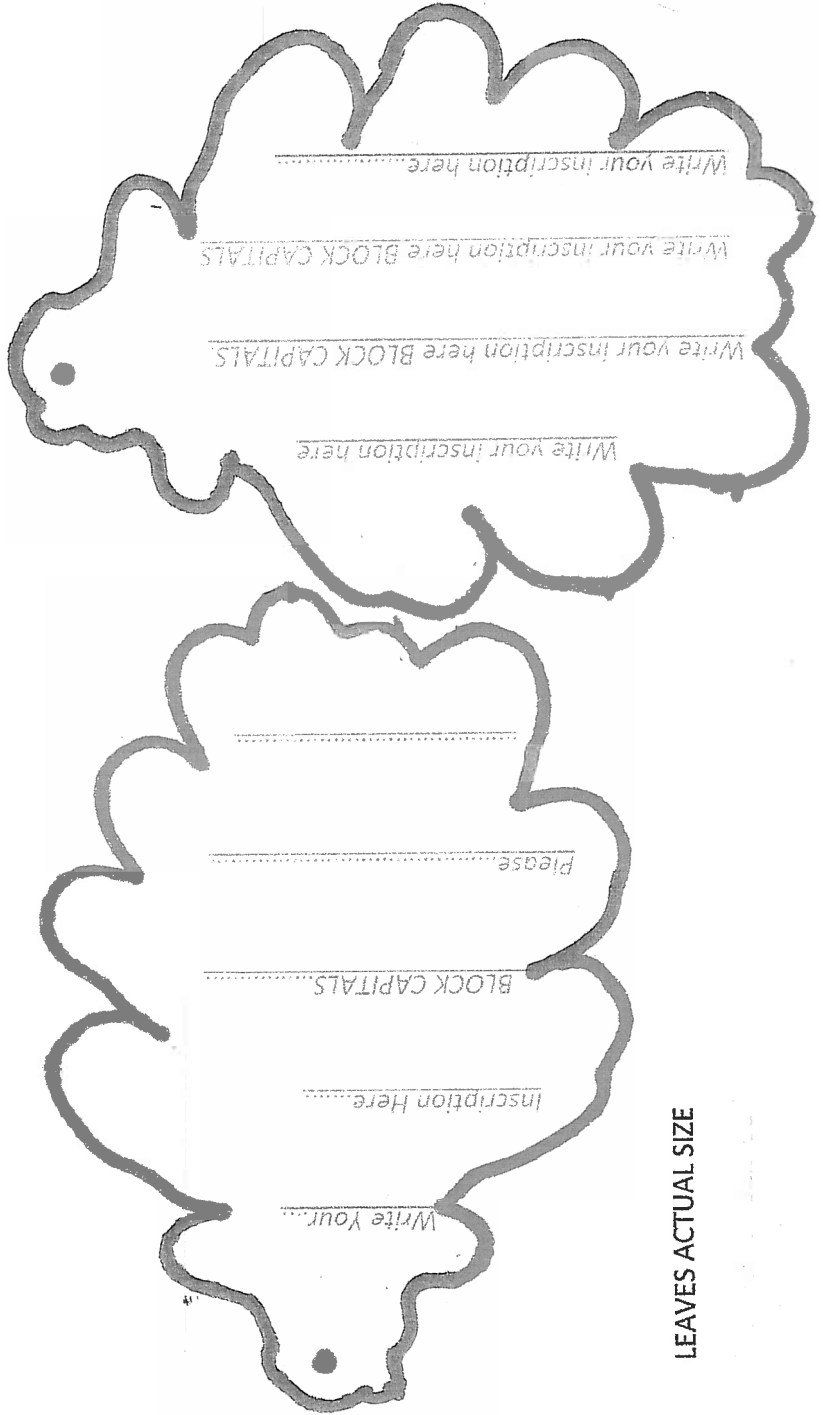 Write Your...
Inscription Here......
BLOCK CAPITALS.................
Please..........................................
...........................................
Write your inscription here
Write your inscription here BLOCK CAPITALS.
Write your inscription here BLOCK CAPITALS
Write your inscription here....................
LEAVES ACTUAL SIZE